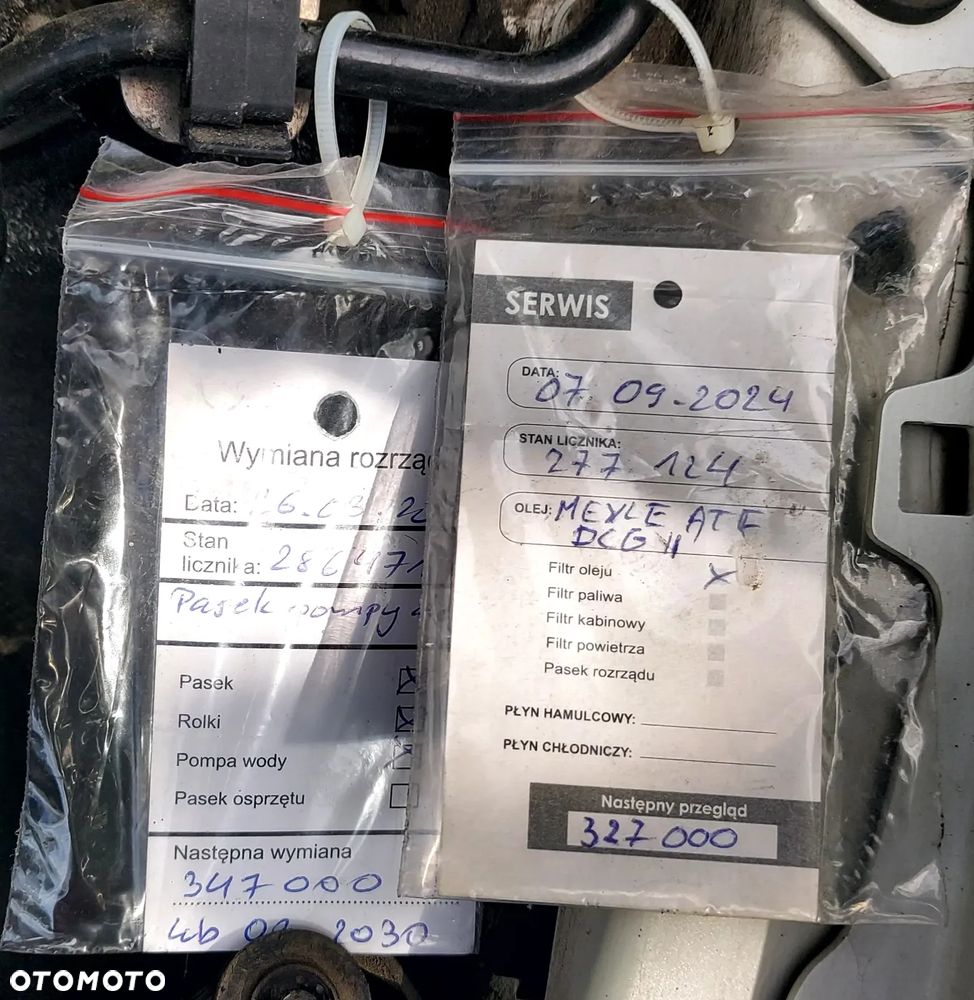 SERWIS
DATA: 07.09-2024
STAN LICZNIKA:
277 124
OLEJ: MEYLE ATF
DCG II
Filtr oleju X
Filtr paliwa
Filtr kabinowy
Filtr powietrza
Pasek rozrządu
PŁYN HAMULCOWY:
PŁYN CHŁODNICZY:
Następny przegląd
327 000
Wymiana rozrzą
Data:
Stan
licznika:
Pasek pompy
Pasek
Rolki
Pompa wody
Pasek osprzętu
Następna wymiana
347000
2030
OTOMOTO